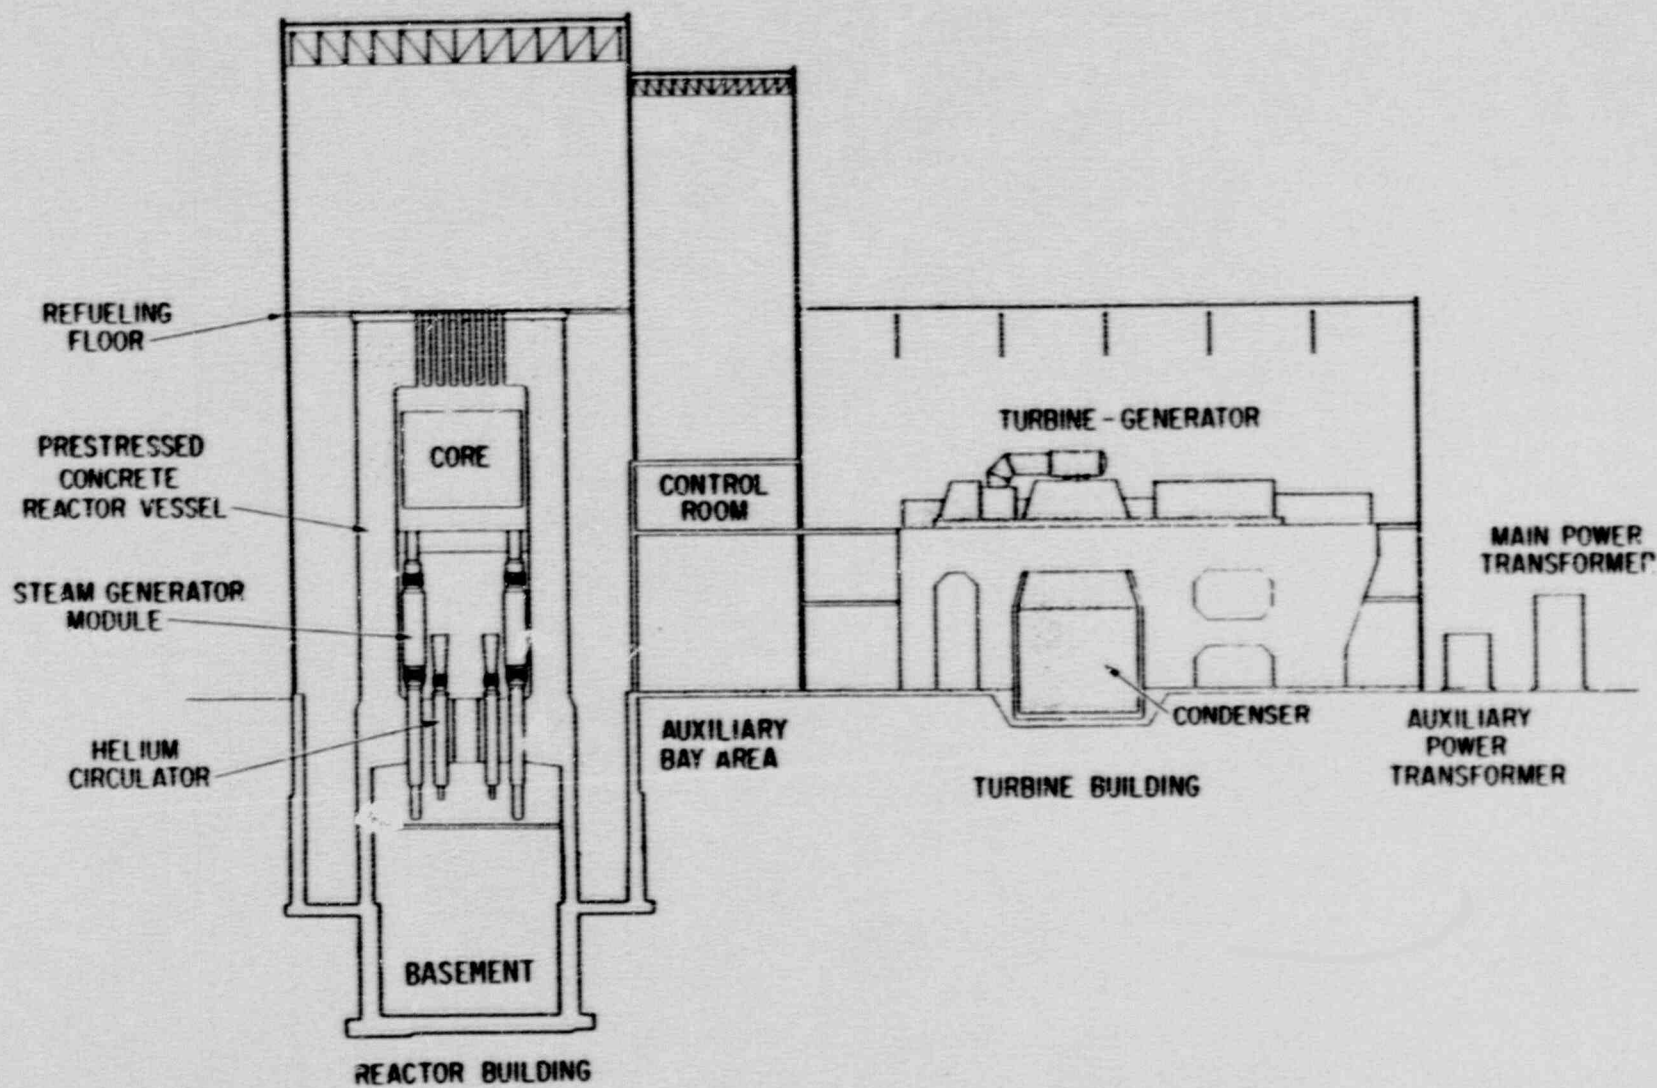 REFUELING
FLOOR
PRESTRESSED
CONCRETE
REACTOR VESSEL
STEAM GENERATOR
MODULE
HELIUM
CIRCULATOR
CORE
BASEMENT
REACTOR BUILDING
CONTROL
ROOM
AUXILIARY
BAY AREA
TURBINE-GENERATOR
CONDENSER
TURBINE BUILDING
MAIN POWER
TRANSFORMER
AUXILIARY
POWER
TRANSFORMER